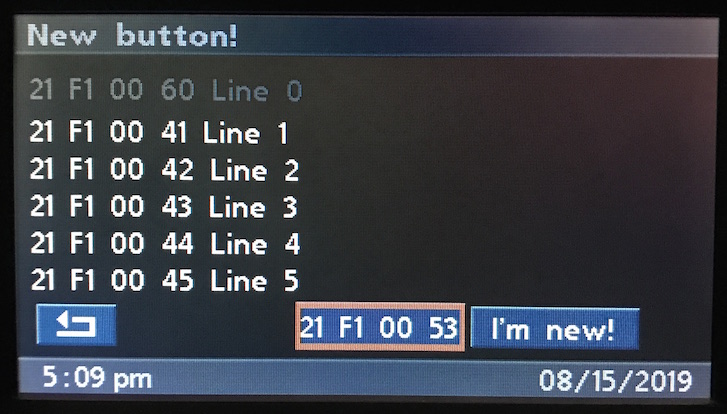 New button!
21 F1 00 60 Line 0
21 F1 00 41 Line 1
21 F1 00 42 Line 2
21 F1 00 43 Line 3
21 F1 00 44 Line 4
21 F1 00 45 Line 5
21 F1 00 53 I'm new!
5:09 pm 08/15/2019